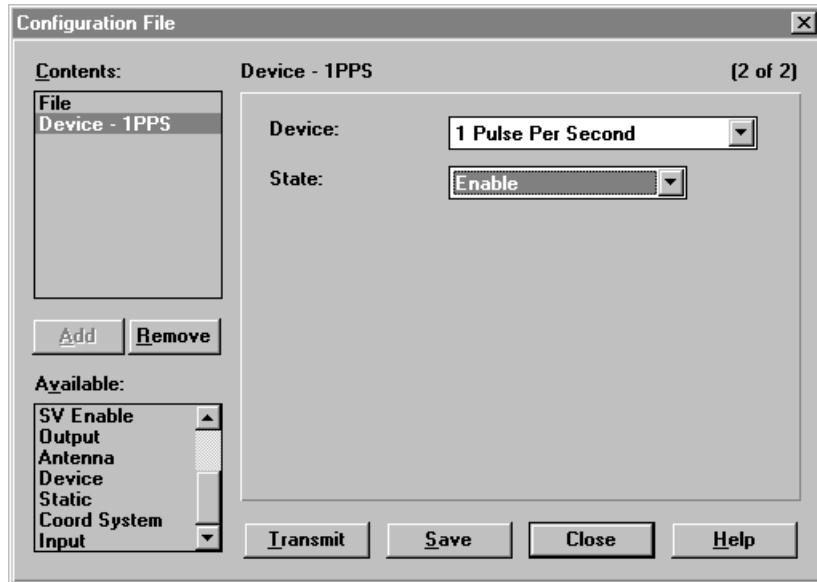 Configuration File
Contents:
File
Device - 1PPS
Add
Remove
Available:
SV Enable
Output
Antenna
Device
Static
Coord System
Input
Device - 1PPS
(2 of 2)
Device:
1 Pulse Per Second
State:
Enable
Transmit
Save
Close
Help